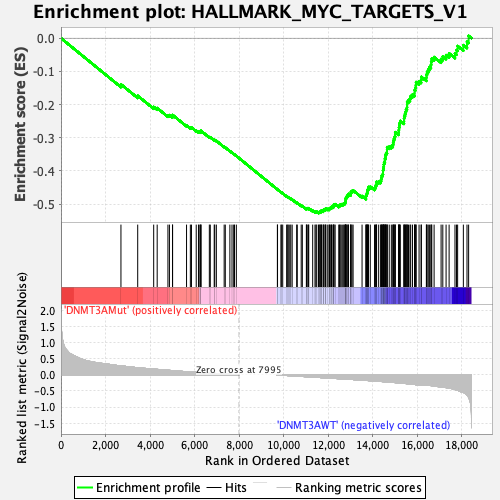 Enrichment plot: HALLMARK_MYC_TARGETS_V1
Enrichment score (ES)
0.0
-0.1
-0.2
-0.3
-0.4
-0.5
'DNMT3AMut' (positively correlated)
Ranked list metric (Signal2Noise)
2.0
1.5
1.0
0.5
0.0
-0.5
-1.0
-1.5
Zero cross at 7995
'DNMT3AWT' (negatively correlated)
0
2,000
4,000
6,000
8,000
10,000
12,000
14,000
16,000
18,000
Rank in Ordered Dataset
Enrichment profile
Hits
Ranking metric scores